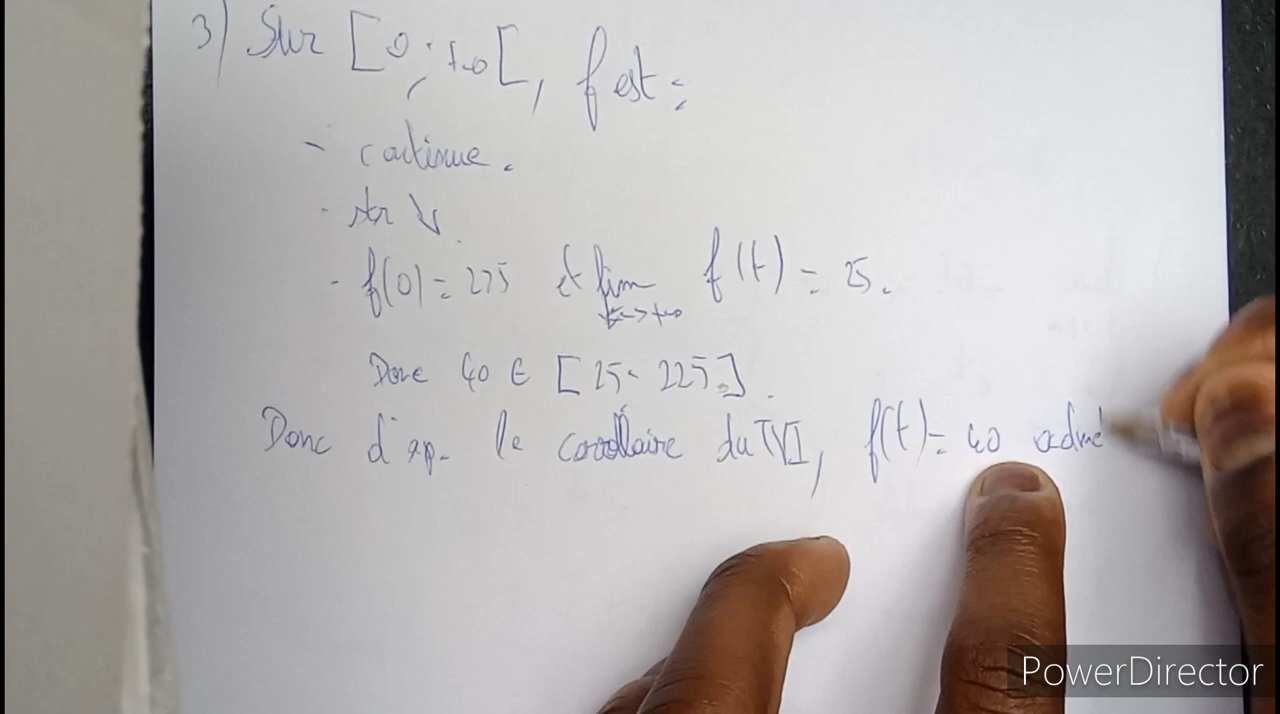 3) Sur [0 ; +∞[, f est :
- continue.
- str ↘.
- f(0) = 225 et lim f(t) = 25.
t->+∞
Donc 40 ∈ [25 ; 225].
Donc d'ap. le corollaire du TVI, f(t) = 40 adme
PowerDirector